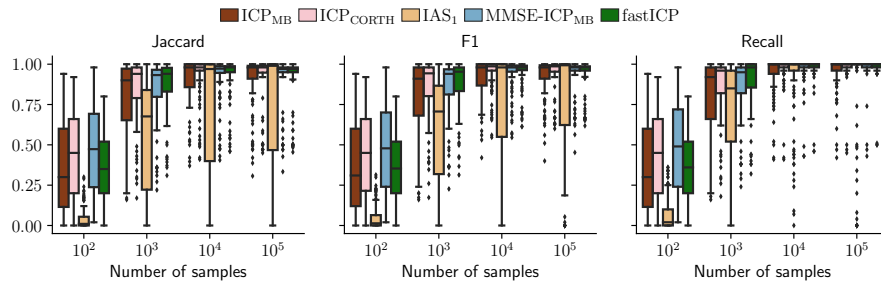 ICP_MB ICP_CORTH IAS_1 MMSE-ICP_MB fastICP
Jaccard F1 Recall
1.00
0.75
0.50
0.25
0.00
10^2 10^3 10^4 10^5 10^2 10^3 10^4 10^5 10^2 10^3 10^4 10^5
Number of samples Number of samples Number of samples